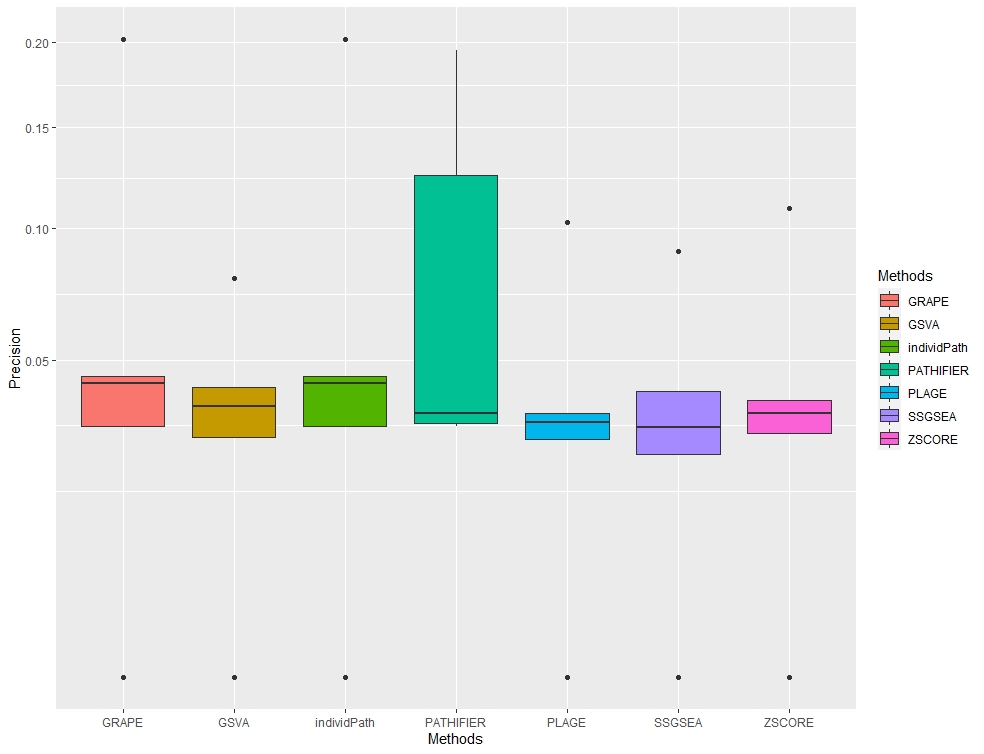 0.20
0.15
0.10
0.05
Precision
GRAPE
GSVA
individPath
PATHIFIER
PLAGE
SSGSEA
ZSCORE
Methods
Methods
GRAPE
GSVA
individPath
PATHIFIER
PLAGE
SSGSEA
ZSCORE